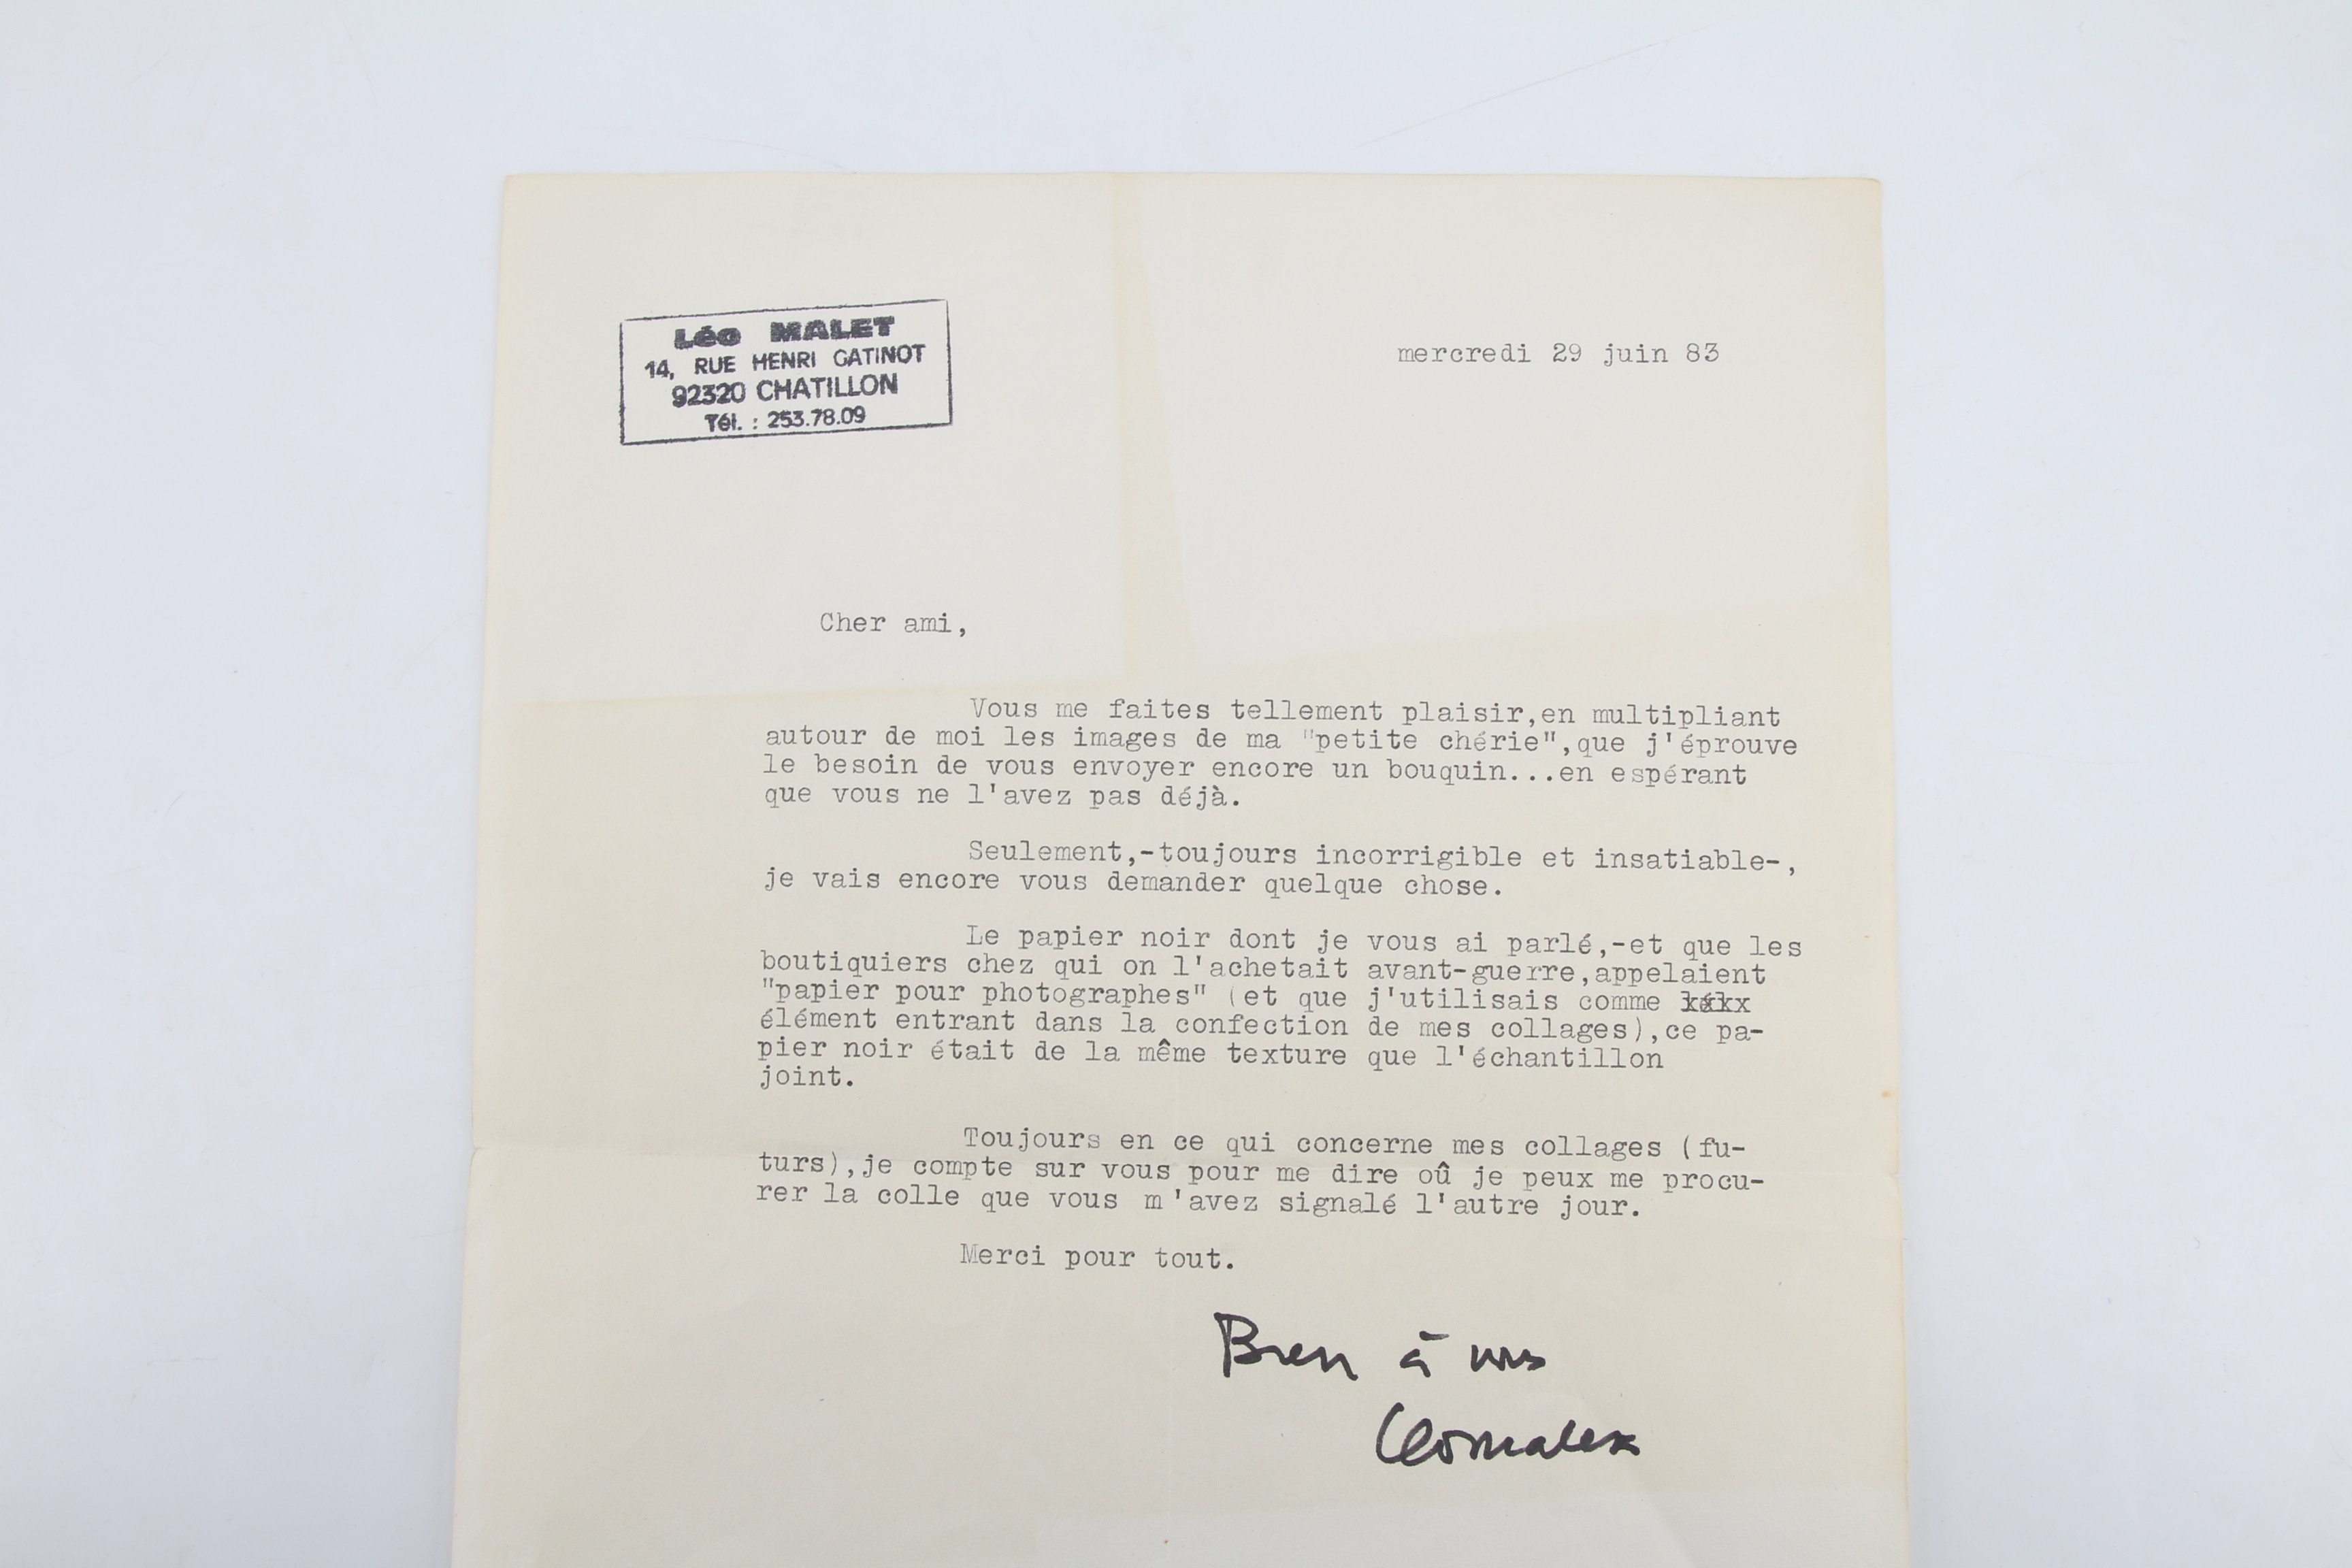 Léo MALET
14, RUE HENRI GATINOT
92320 CHATILLON
Tél. : 253.78.09
mercredi 29 juin 83
Cher ami,
Vous me faites tellement plaisir,en multipliant
autour de moi les images de ma "petite chérie",que j'éprouve
le besoin de vous envoyer encore un bouquin...en espérant
que vous ne l'avez pas déjà.
Seulement,-toujours incorrigible et insatiable-,
je vais encore vous demander quelque chose.
Le papier noir dont je vous ai parlé,-et que les
boutiquiers chez qui on l'achetait avant-guerre,appelaient
"papier pour photographes" (et que j'utilisais comme
élément entrant dans la confection de mes collages),ce pa-
pier noir était de la même texture que l'échantillon
joint.
Toujours en ce qui concerne mes collages (fu-
turs),je compte sur vous pour me dire oû je peux me procu-
rer la colle que vous m'avez signalé l'autre jour.
Merci pour tout.
Bien à vous
Léo Malet